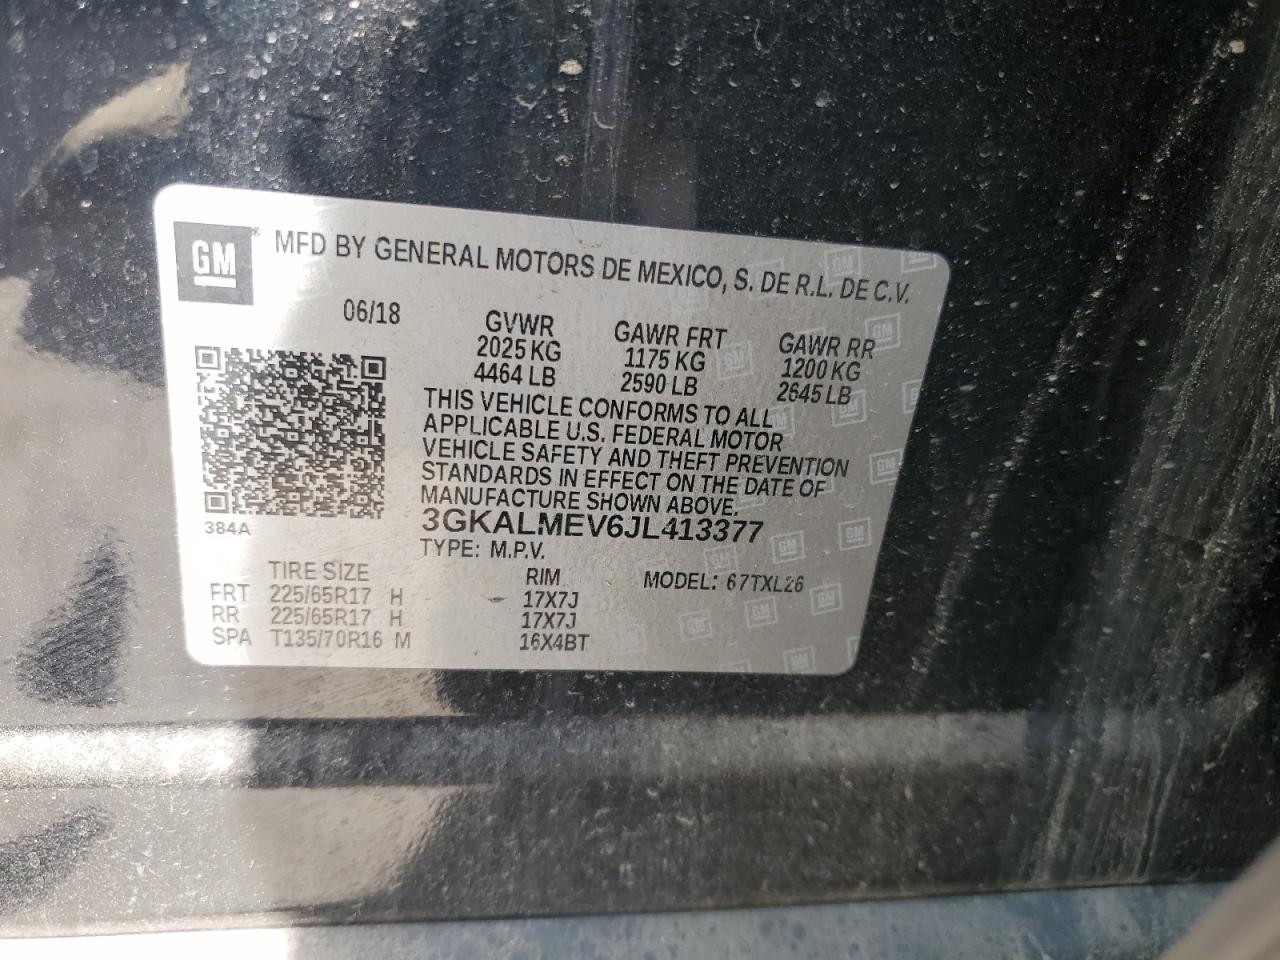 GM
MFD BY GENERAL MOTORS DE MEXICO, S. DE R.L. DE C.V.
06/18 GVWR GAWR FRT GAWR RR
2025 KG 1175 KG 1200 KG
4464 LB 2590 LB 2645 LB
THIS VEHICLE CONFORMS TO ALL
APPLICABLE U.S. FEDERAL MOTOR
VEHICLE SAFETY AND THEFT PREVENTION
STANDARDS IN EFFECT ON THE DATE OF
MANUFACTURE SHOWN ABOVE.
384A 3GKALMEV6JL413377
TYPE: M.P.V.
TIRE SIZE RIM MODEL: 67TXL26
FRT 225/65R17 H 17X7J
RR 225/65R17 H 17X7J
SPA T135/70R16 M 16X4BT